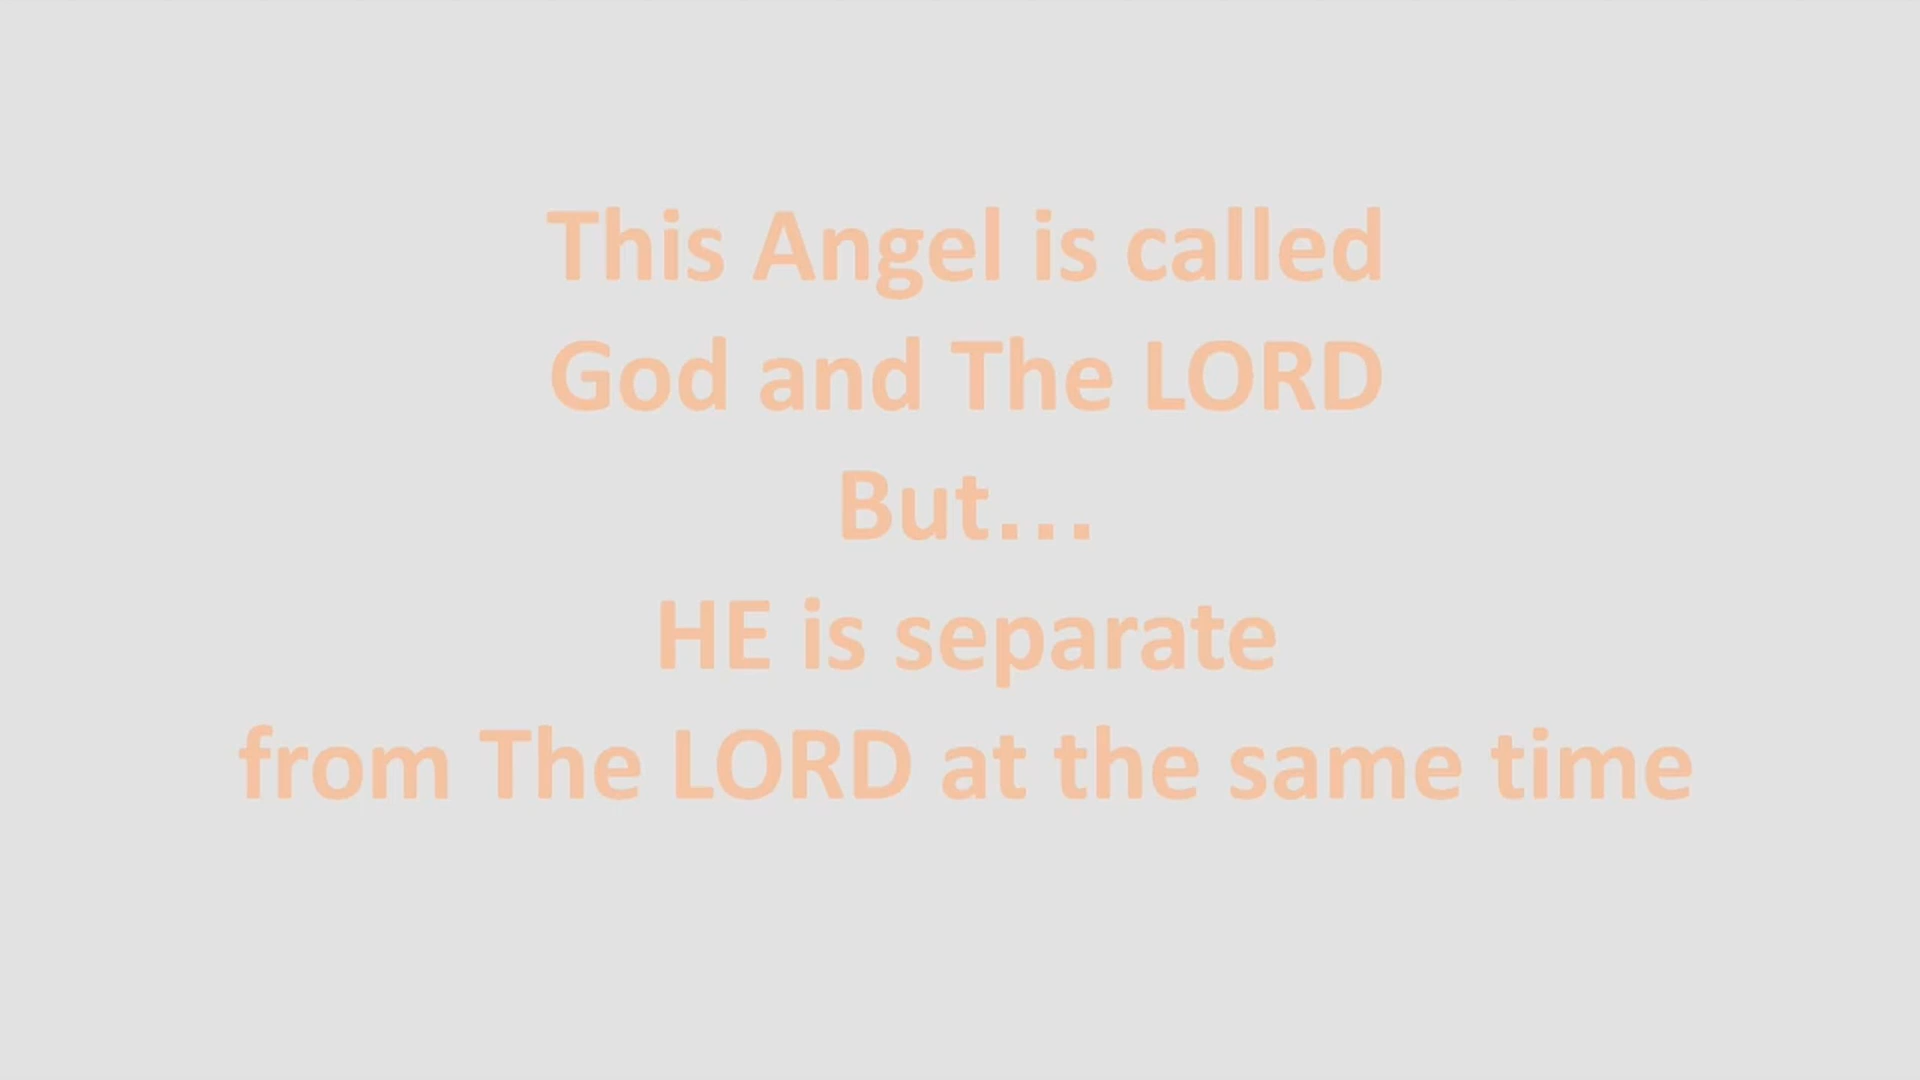 This Angel is called
God and The LORD
But...
HE is separate
from The LORD at the same time